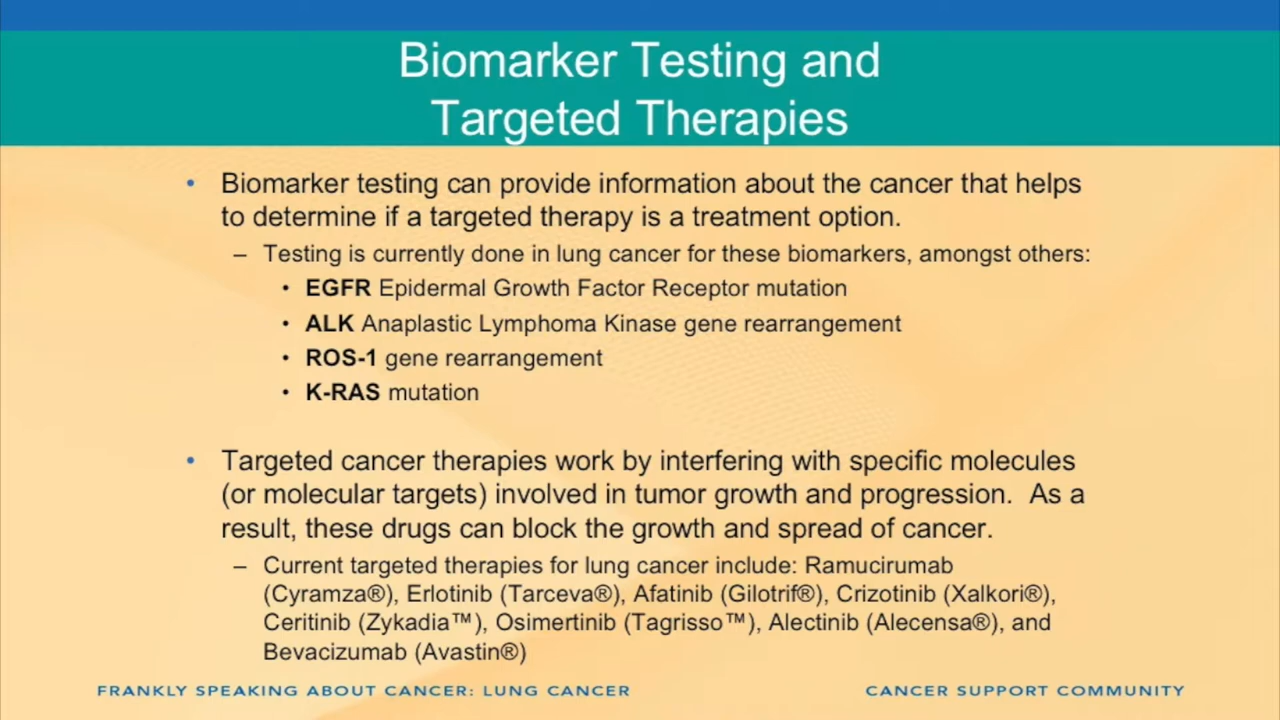 Biomarker Testing and
Targeted Therapies
• Biomarker testing can provide information about the cancer that helps
to determine if a targeted therapy is a treatment option.
– Testing is currently done in lung cancer for these biomarkers, amongst others:
• EGFR Epidermal Growth Factor Receptor mutation
• ALK Anaplastic Lymphoma Kinase gene rearrangement
• ROS-1 gene rearrangement
• K-RAS mutation
• Targeted cancer therapies work by interfering with specific molecules
(or molecular targets) involved in tumor growth and progression.  As a
result, these drugs can block the growth and spread of cancer.
– Current targeted therapies for lung cancer include: Ramucirumab
(Cyramza®), Erlotinib (Tarceva®), Afatinib (Gilotrif®), Crizotinib (Xalkori®),
Ceritinib (Zykadia™), Osimertinib (Tagrisso™), Alectinib (Alecensa®), and
Bevacizumab (Avastin®)
FRANKLY SPEAKING ABOUT CANCER: LUNG CANCER
CANCER SUPPORT COMMUNITY